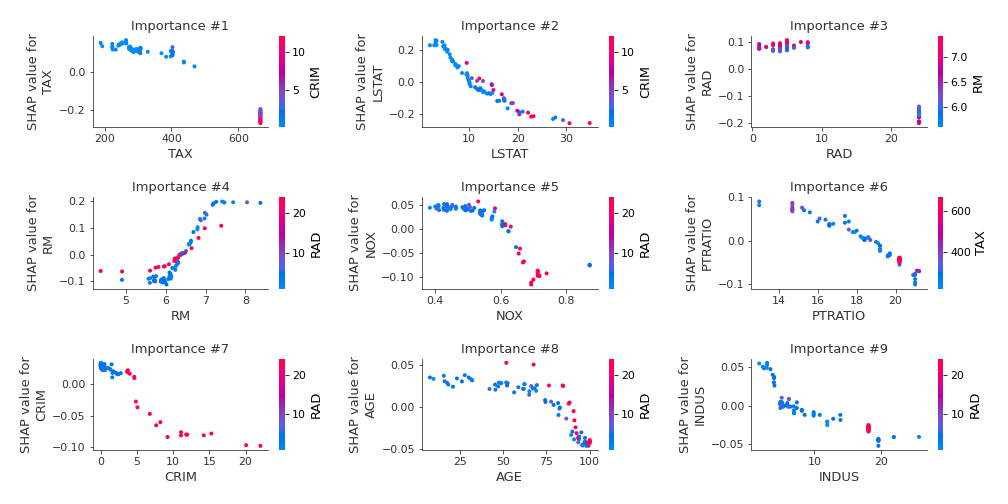 Importance #1
SHAP value for
TAX
0.0
−0.2
200
400
600
TAX
10
5
CRIM
Importance #2
SHAP value for
LSTAT
0.2
0.0
−0.2
10
20
30
LSTAT
10
5
CRIM
Importance #3
SHAP value for
RAD
0.1
0.0
−0.1
−0.2
0
10
20
RAD
7.0
6.5
6.0
RM
Importance #4
SHAP value for
RM
0.2
0.1
0.0
−0.1
5
6
7
8
RM
20
10
RAD
Importance #5
SHAP value for
NOX
0.05
0.00
−0.05
−0.10
0.4
0.6
0.8
NOX
20
10
RAD
Importance #6
SHAP value for
PTRATIO
0.1
0.0
−0.1
14
16
18
20
PTRATIO
600
400
TAX
Importance #7
SHAP value for
CRIM
0.00
−0.05
−0.10
0
5
10
15
20
CRIM
20
10
RAD
Importance #8
SHAP value for
AGE
0.05
0.00
−0.05
25
50
75
100
AGE
20
10
RAD
Importance #9
SHAP value for
INDUS
0.05
0.00
−0.05
10
20
INDUS
20
10
RAD